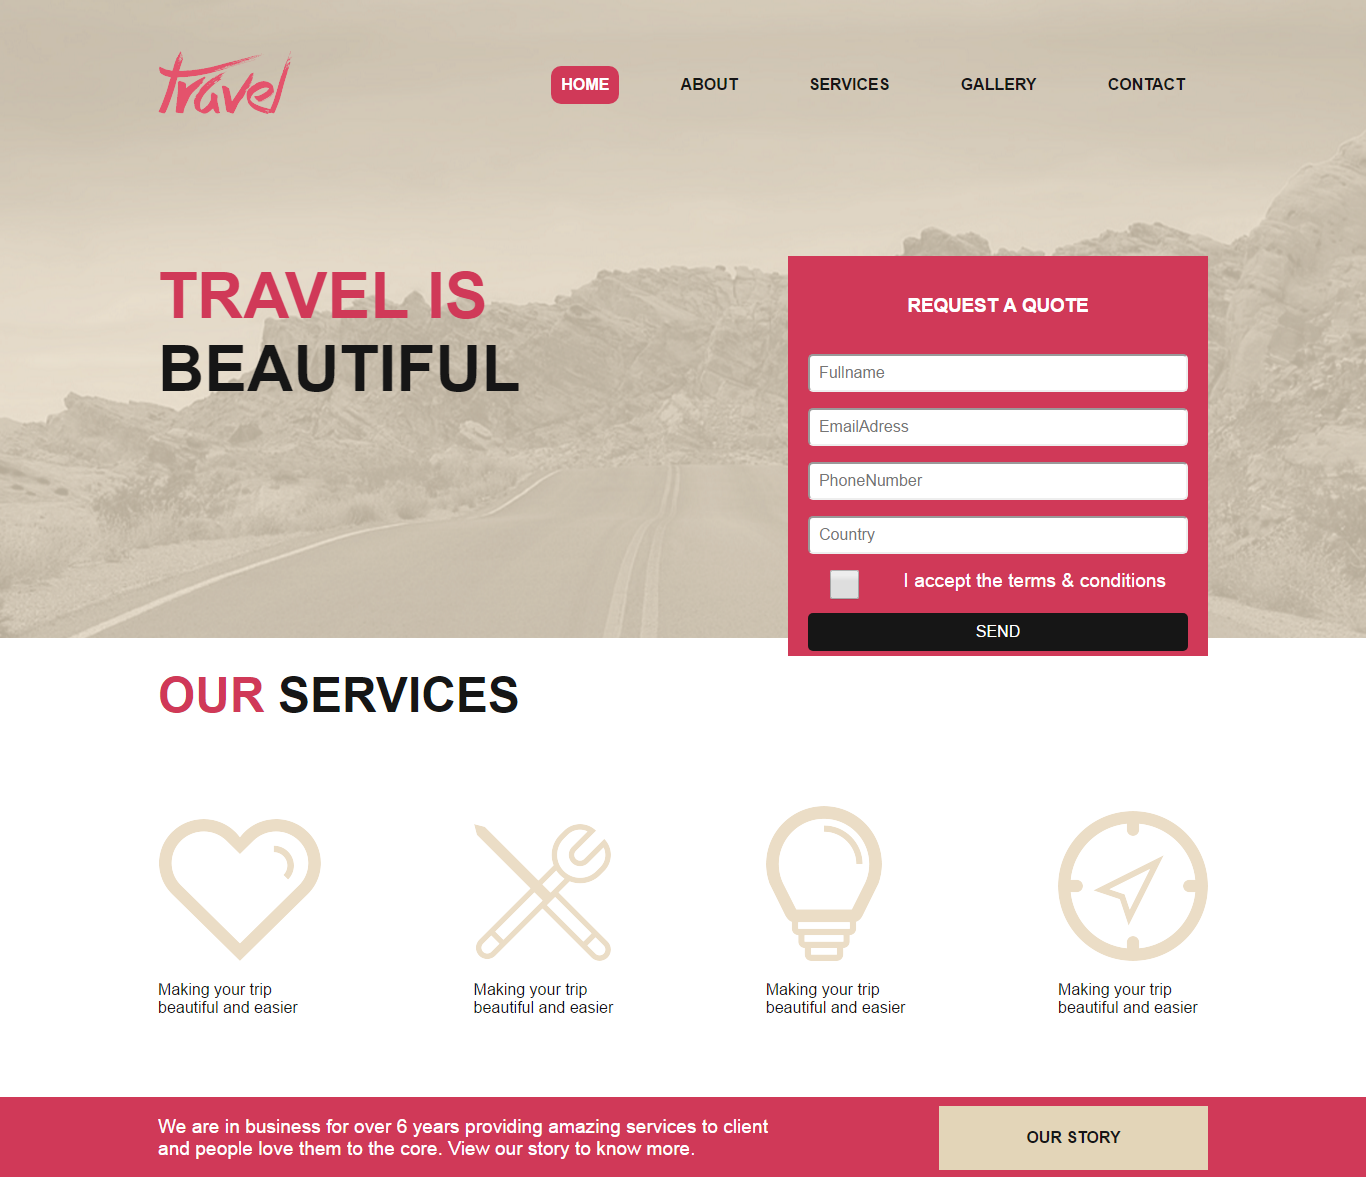 travel
HOME ABOUT SERVICES GALLERY CONTACT
TRAVEL IS
BEAUTIFUL
REQUEST A QUOTE
Fullname
EmailAdress
PhoneNumber
Country
I accept the terms & conditions
SEND
OUR SERVICES
Making your trip
beautiful and easier
Making your trip
beautiful and easier
Making your trip
beautiful and easier
Making your trip
beautiful and easier
We are in business for over 6 years providing amazing services to client
and people love them to the core. View our story to know more.
OUR STORY